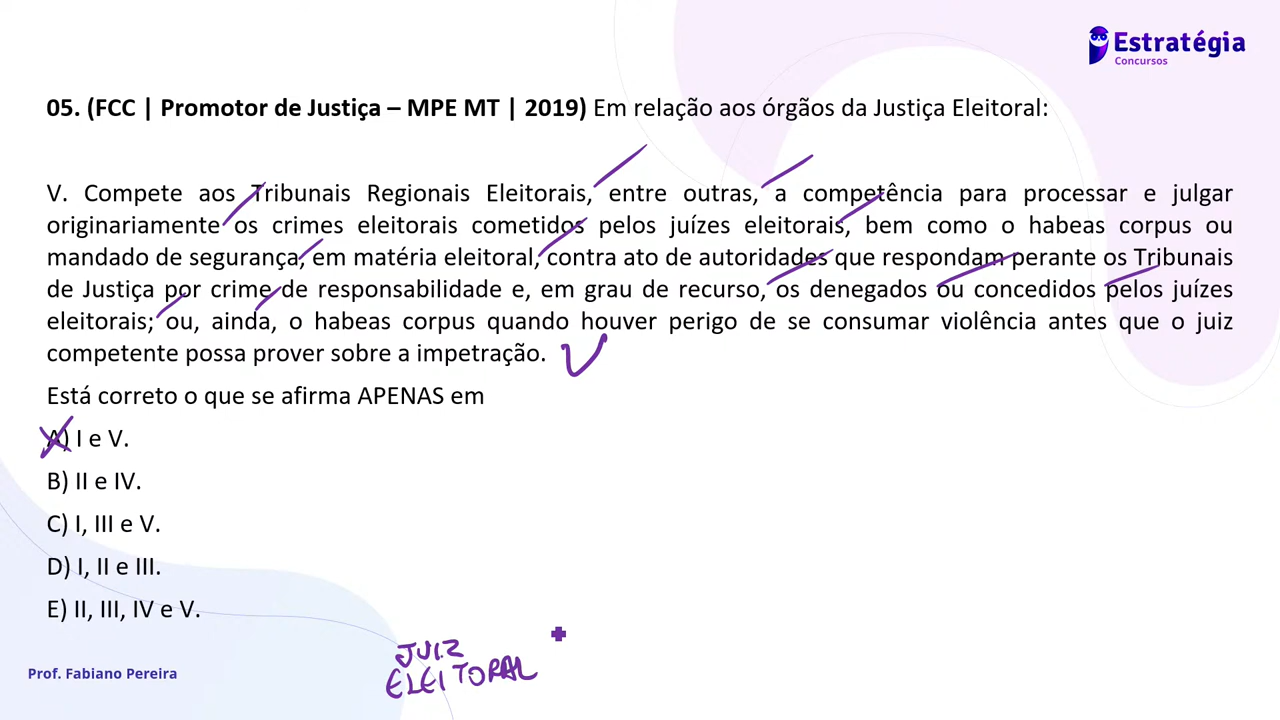 Estratégia
Concursos
05. (FCC | Promotor de Justiça – MPE MT | 2019) Em relação aos órgãos da Justiça Eleitoral:
V. Compete aos Tribunais Regionais Eleitorais, entre outras, a competência para processar e julgar
originariamente os crimes eleitorais cometidos pelos juízes eleitorais, bem como o habeas corpus ou
mandado de segurança, em matéria eleitoral, contra ato de autoridades que respondam perante os Tribunais
de Justiça por crime de responsabilidade e, em grau de recurso, os denegados ou concedidos pelos juízes
eleitorais; ou, ainda, o habeas corpus quando houver perigo de se consumar violência antes que o juiz
competente possa prover sobre a impetração. V
Está correto o que se afirma APENAS em
A) I e V.
B) II e IV.
C) I, III e V.
D) I, II e III.
E) II, III, IV e V.
JUIZ
ELEITORAL
Prof. Fabiano Pereira